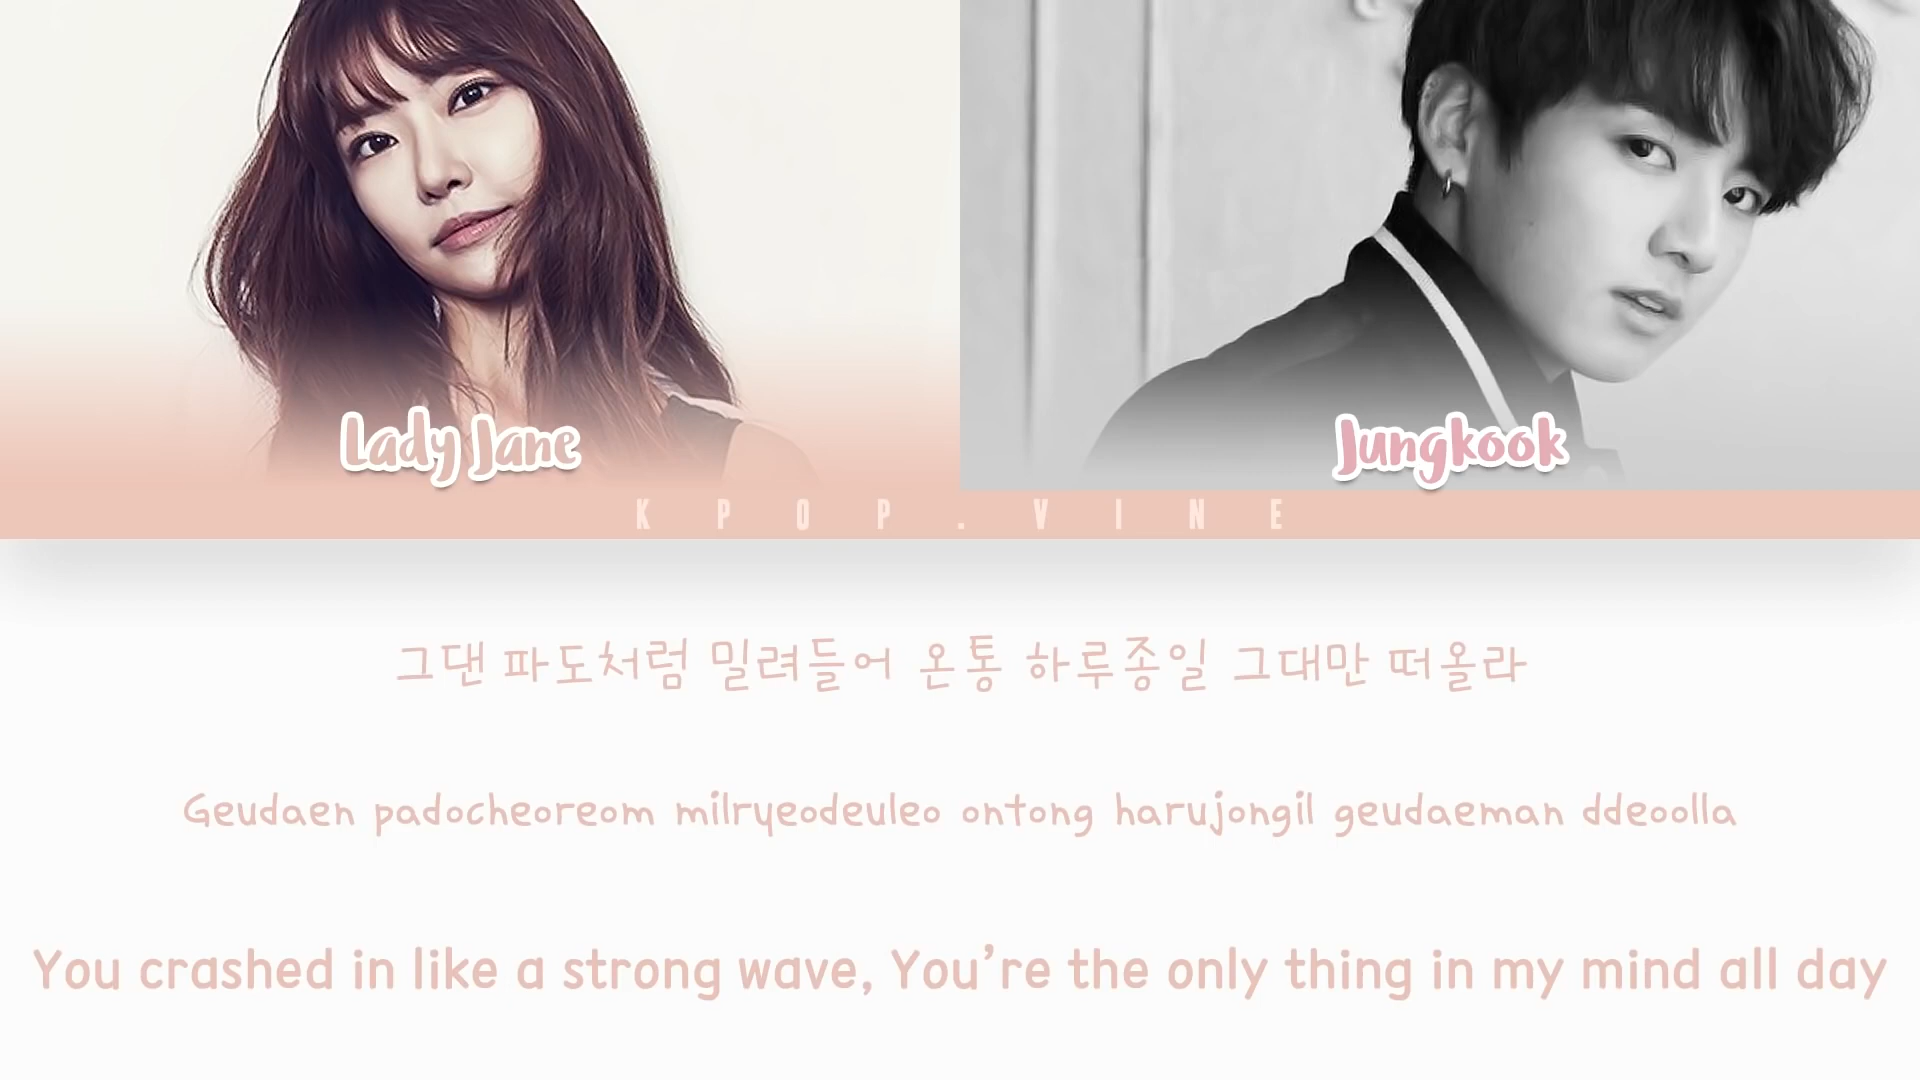 Lady Jane
Jungkook
KPOP.VINE
그댄 파도처럼 밀려들어 온통 하루종일 그대만 떠올라
Geudaen padocheoreom milryeodeuleo ontong harujongil geudaeman ddeoolla
You crashed in like a strong wave, You’re the only thing in my mind all day